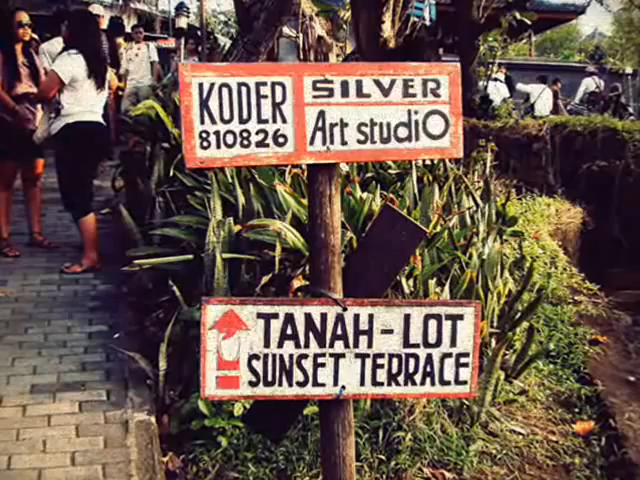 KODER
810826
SILVER
Art studiO
TANAH-LOT
SUNSET TERRACE